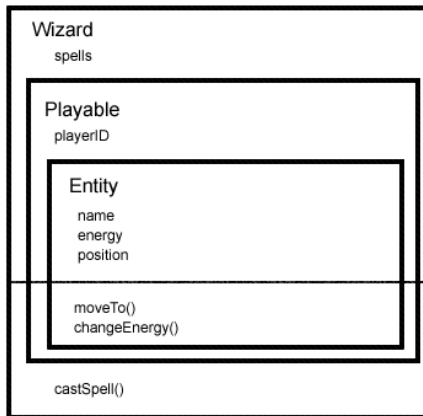 Wizard
spells
Playable
playerID
Entity
name
energy
position
moveTo()
changeEnergy()
castSpell()